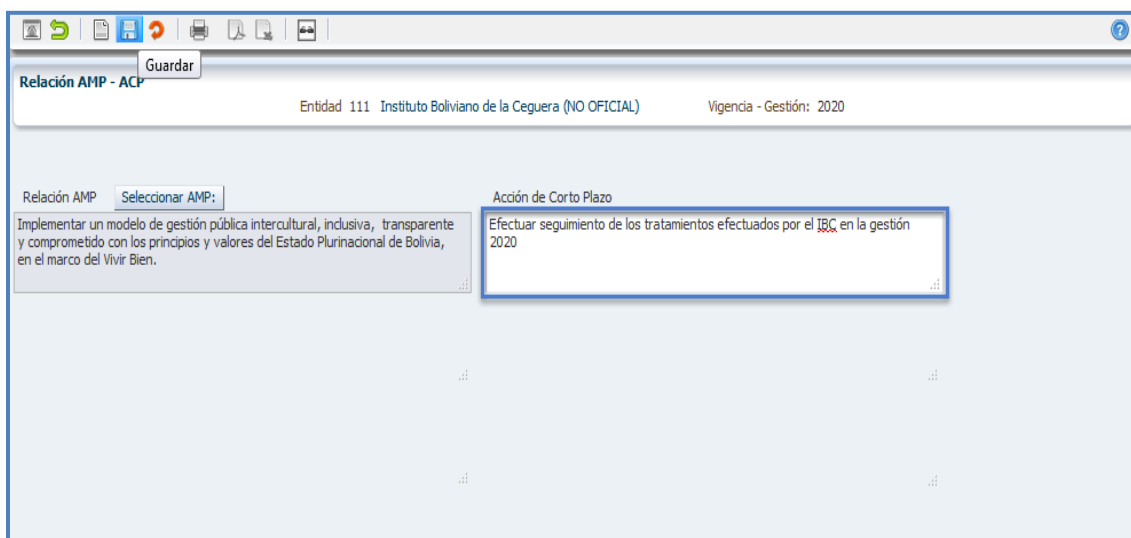 Guardar
Relación AMP - ACP
Entidad 111 Instituto Boliviano de la Ceguera (NO OFICIAL) Vigencia - Gestión: 2020
Relación AMP Seleccionar AMP: Acción de Corto Plazo
Implementar un modelo de gestión pública intercultural, inclusiva, transparente
y comprometido con los principios y valores del Estado Plurinacional de Bolivia,
en el marco del Vivir Bien.
Efectuar seguimiento de los tratamientos efectuados por el IBC en la gestión
2020